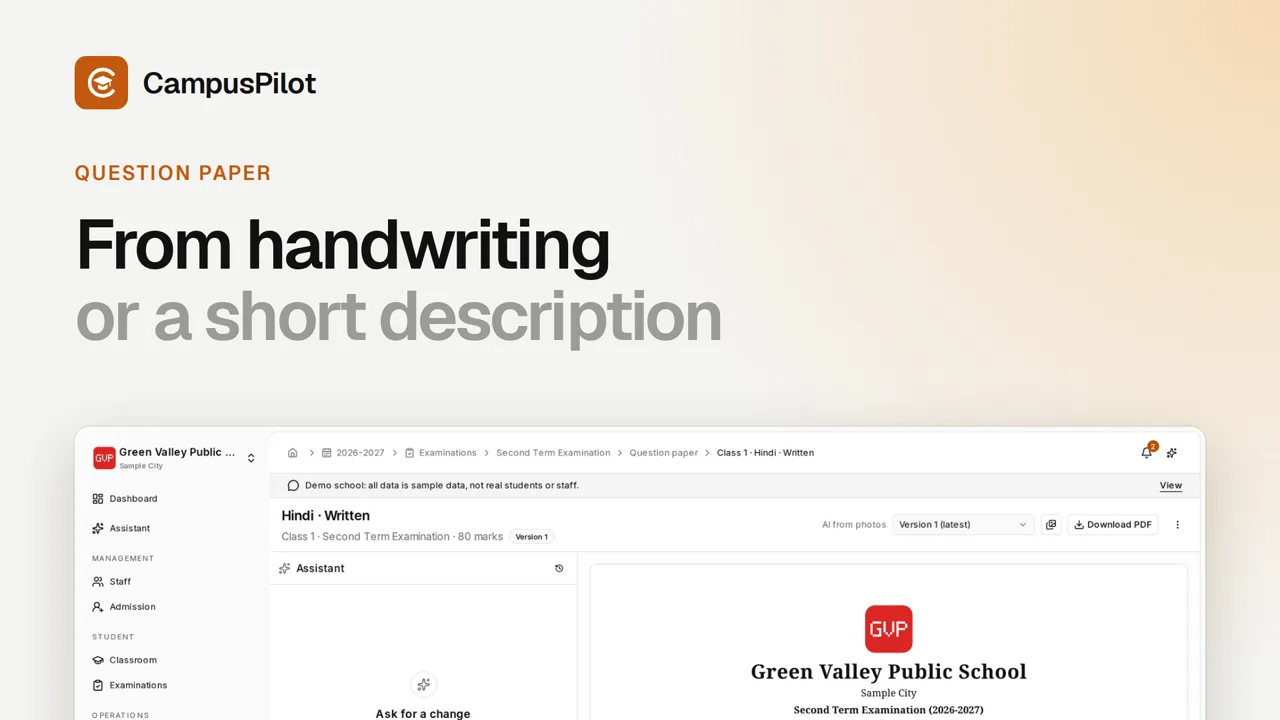 CampusPilot
QUESTION PAPER
From handwriting
or a short description
GVP
Green Valley Public ...
Sample City
2026-2027
Examinations
Second Term Examination
Question paper
Class 1 · Hindi · Written
2
Demo school: all data is sample data, not real students or staff.
View
Dashboard
Assistant
MANAGEMENT
Staff
Admission
STUDENT
Classroom
Examinations
OPERATIONS
Hindi · Written
Class 1 · Second Term Examination · 80 marks
Version 1
AI from photos
Version 1 (latest)
Download PDF
Assistant
Ask for a change
GVP
Green Valley Public School
Sample City
Second Term Examination (2026-2027)